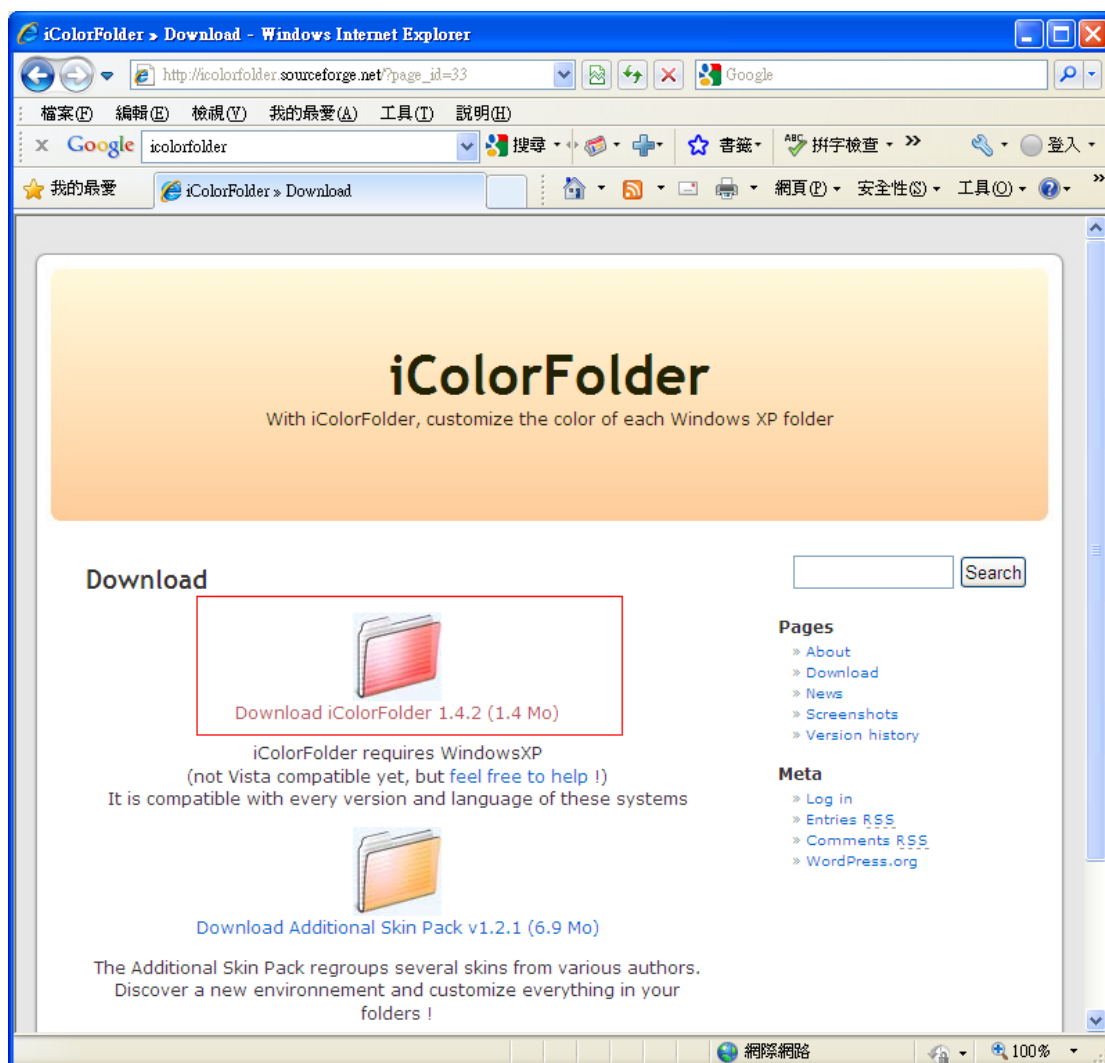 iColorFolder » Download - Windows Internet Explorer
http://icolorfolder.sourceforge.net/?page_id=33
Google
檔案(F) 編輯(E) 檢視(V) 我的最愛(A) 工具(T) 說明(H)
x Google icolorfolder 搜尋 書籤 ABC 拼字檢查 » 登入
我的最愛 iColorFolder » Download 網頁(P) 安全性(S) 工具(O) »
iColorFolder
With iColorFolder, customize the color of each Windows XP folder
Download
Search
Download iColorFolder 1.4.2 (1.4 Mo)
iColorFolder requires WindowsXP
(not Vista compatible yet, but feel free to help !)
It is compatible with every version and language of these systems
Download Additional Skin Pack v1.2.1 (6.9 Mo)
The Additional Skin Pack regroups several skins from various authors.
Discover a new environnement and customize everything in your
folders !
Pages
» About
» Download
» News
» Screenshots
» Version history
Meta
» Log in
» Entries RSS
» Comments RSS
» WordPress.org
網際網路 100%